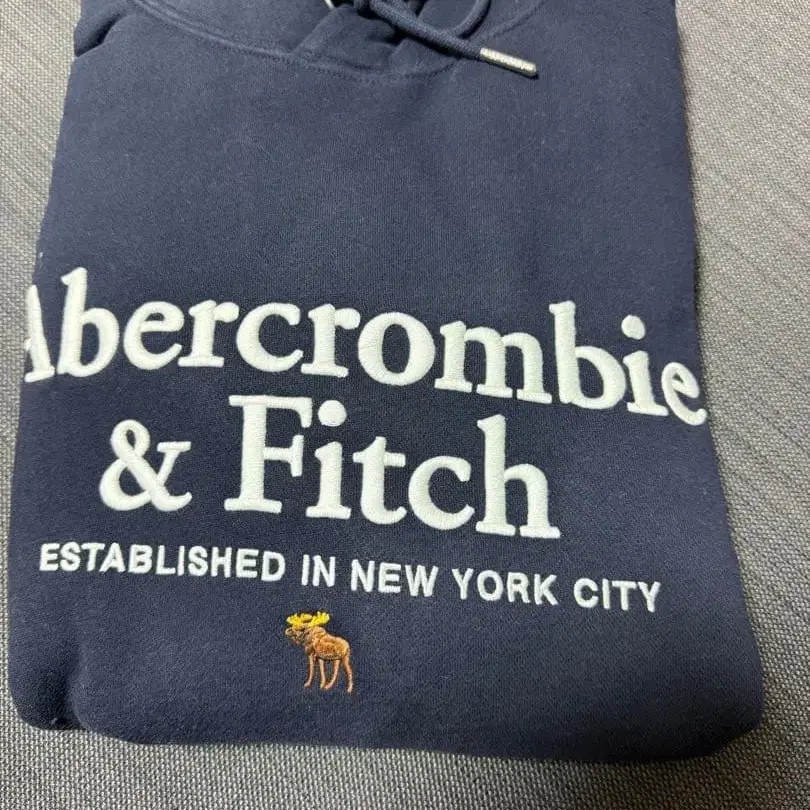 Abercrombie
& Fitch
ESTABLISHED IN NEW YORK CITY